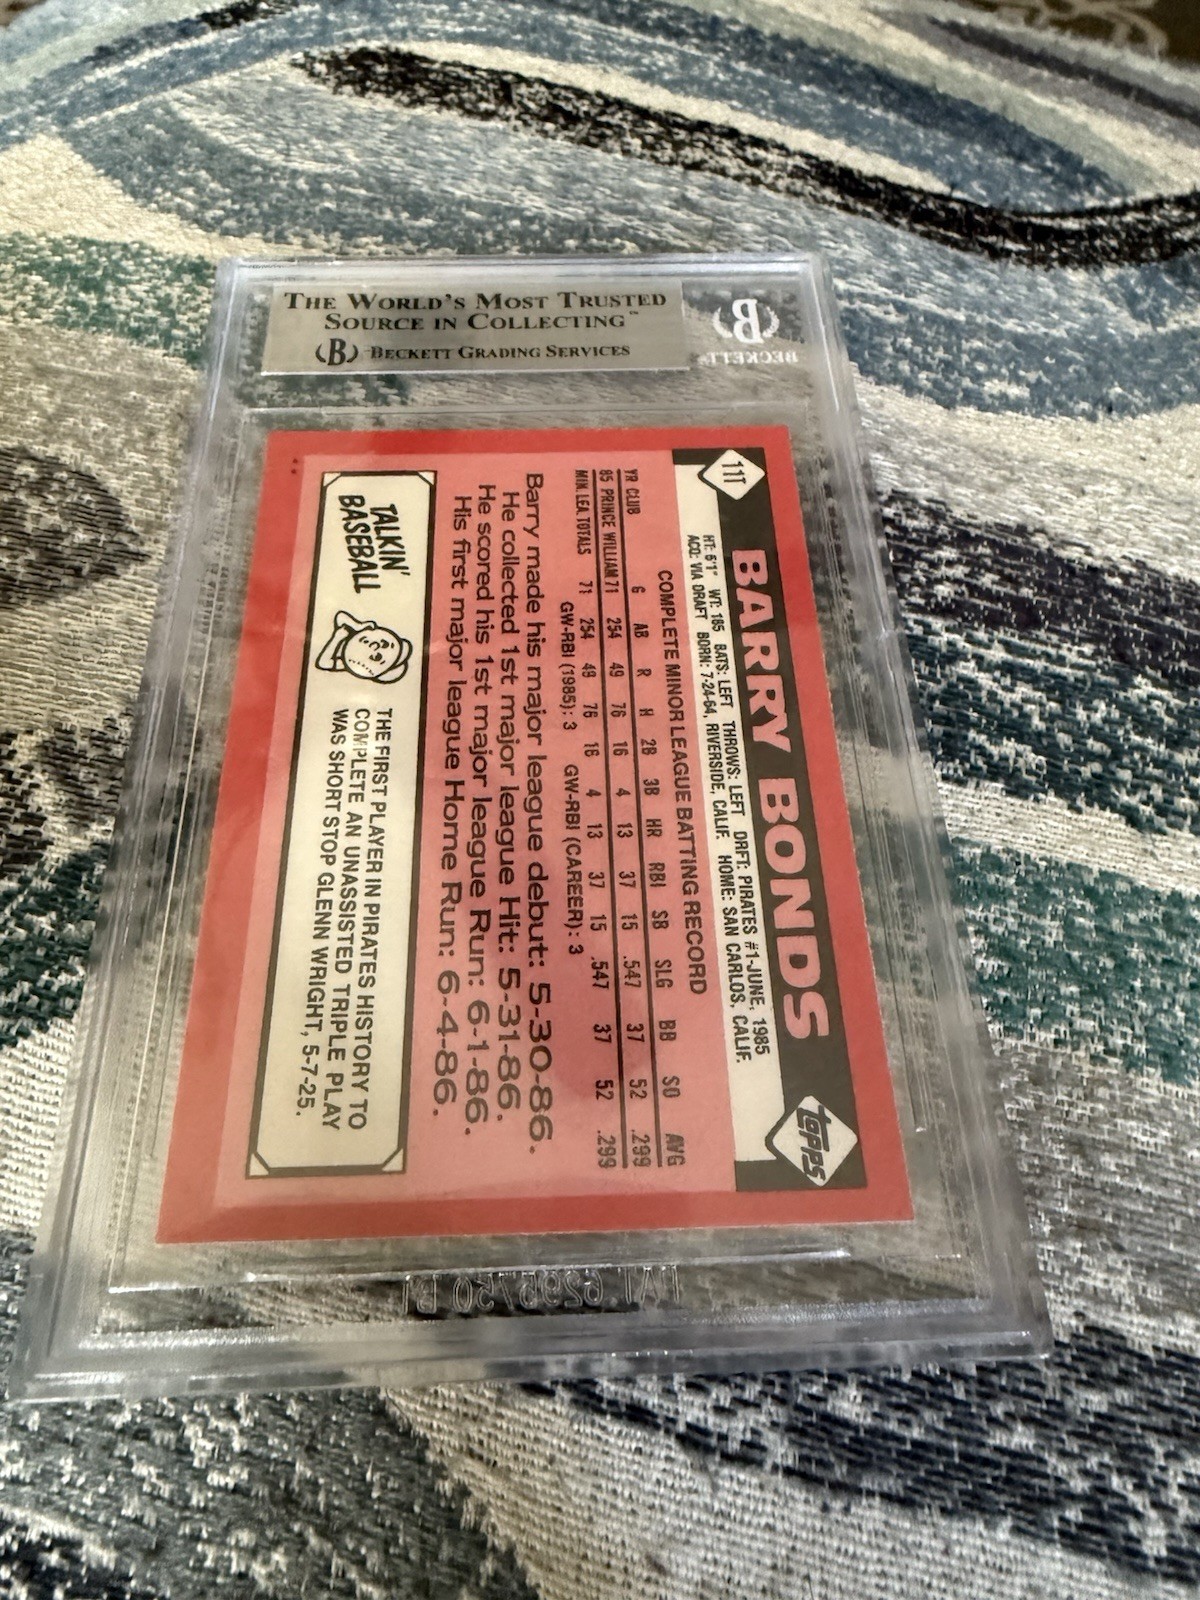 THE WORLD'S MOST TRUSTED
SOURCE IN COLLECTING™
(B) BECKETT GRADING SERVICES
B
BECKETT
11T
BARRY BONDS
topps
HT: 6'1" WT: 185 BATS: LEFT THROWS: LEFT DRFT: PIRATES #1-JUNE, 1985
ACQ: VIA DRAFT BORN: 7-24-64, RIVERSIDE, CALIF. HOME: SAN CARLOS, CALIF.
COMPLETE MINOR LEAGUE BATTING RECORD
YR CLUB G AB R H 2B 3B HR RBI SB SLG BB SO AVG
85 PRINCE WILLIAM 71 254 49 76 16 4 13 37 15 .547 37 52 .299
MIN. LEA. TOTALS 71 254 49 76 16 4 13 37 15 .547 37 52 .299
GW-RBI (1985): 3 GW-RBI (CAREER): 3
Barry made his major league debut: 5-30-86.
He collected 1st major league Hit: 5-31-86.
He scored his 1st major league Run: 6-1-86.
His first major league Home Run: 6-4-86.
TALKIN'
BASEBALL
THE FIRST PLAYER IN PIRATES HISTORY TO
COMPLETE AN UNASSISTED TRIPLE PLAY
WAS SHORT STOP GLENN WRIGHT, 5-7-25.